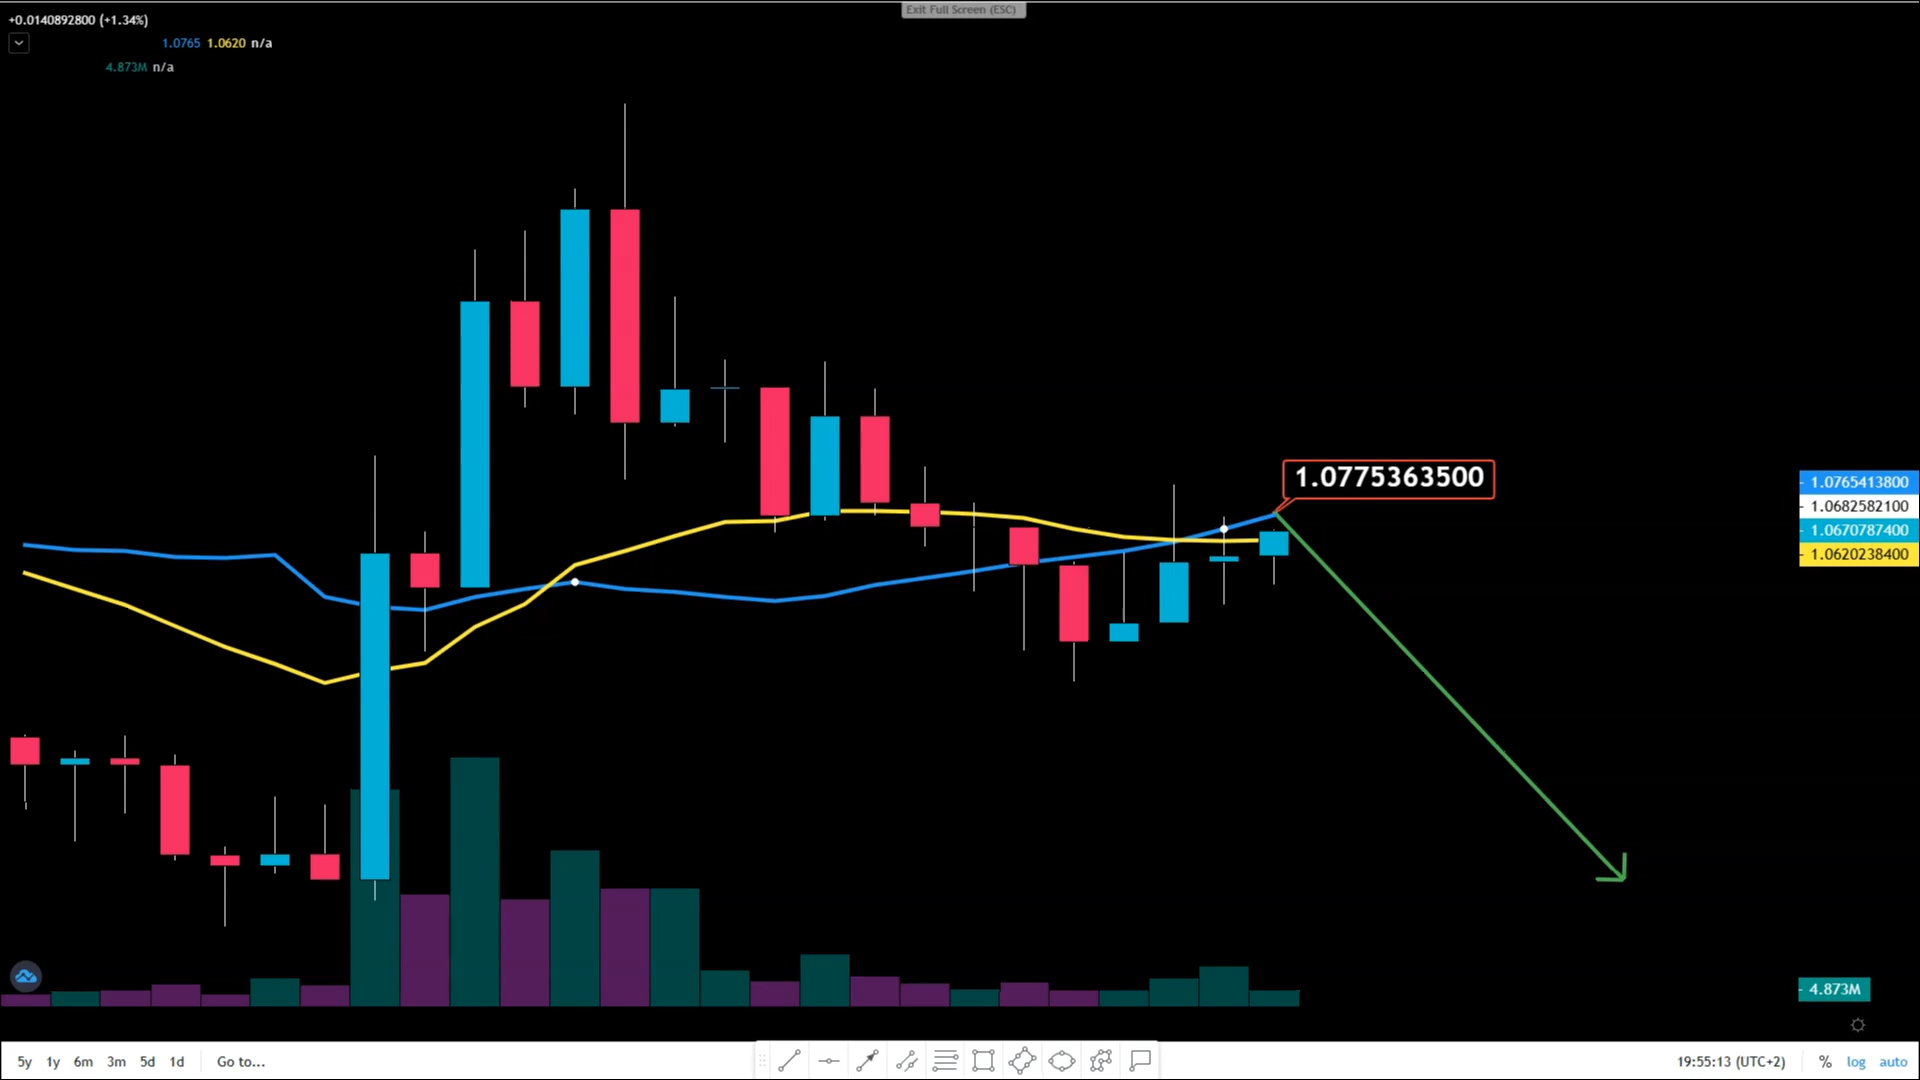 Exit Full Screen (ESC)
+0.0140892800 (+1.34%)
1.0765 1.0620 n/a
4.873M n/a
1.0775363500
1.0765413800
1.0682582100
1.0670787400
1.0620238400
4.873M
5y 1y 6m 3m 5d 1d Go to... 19:55:13 (UTC+2) % log auto